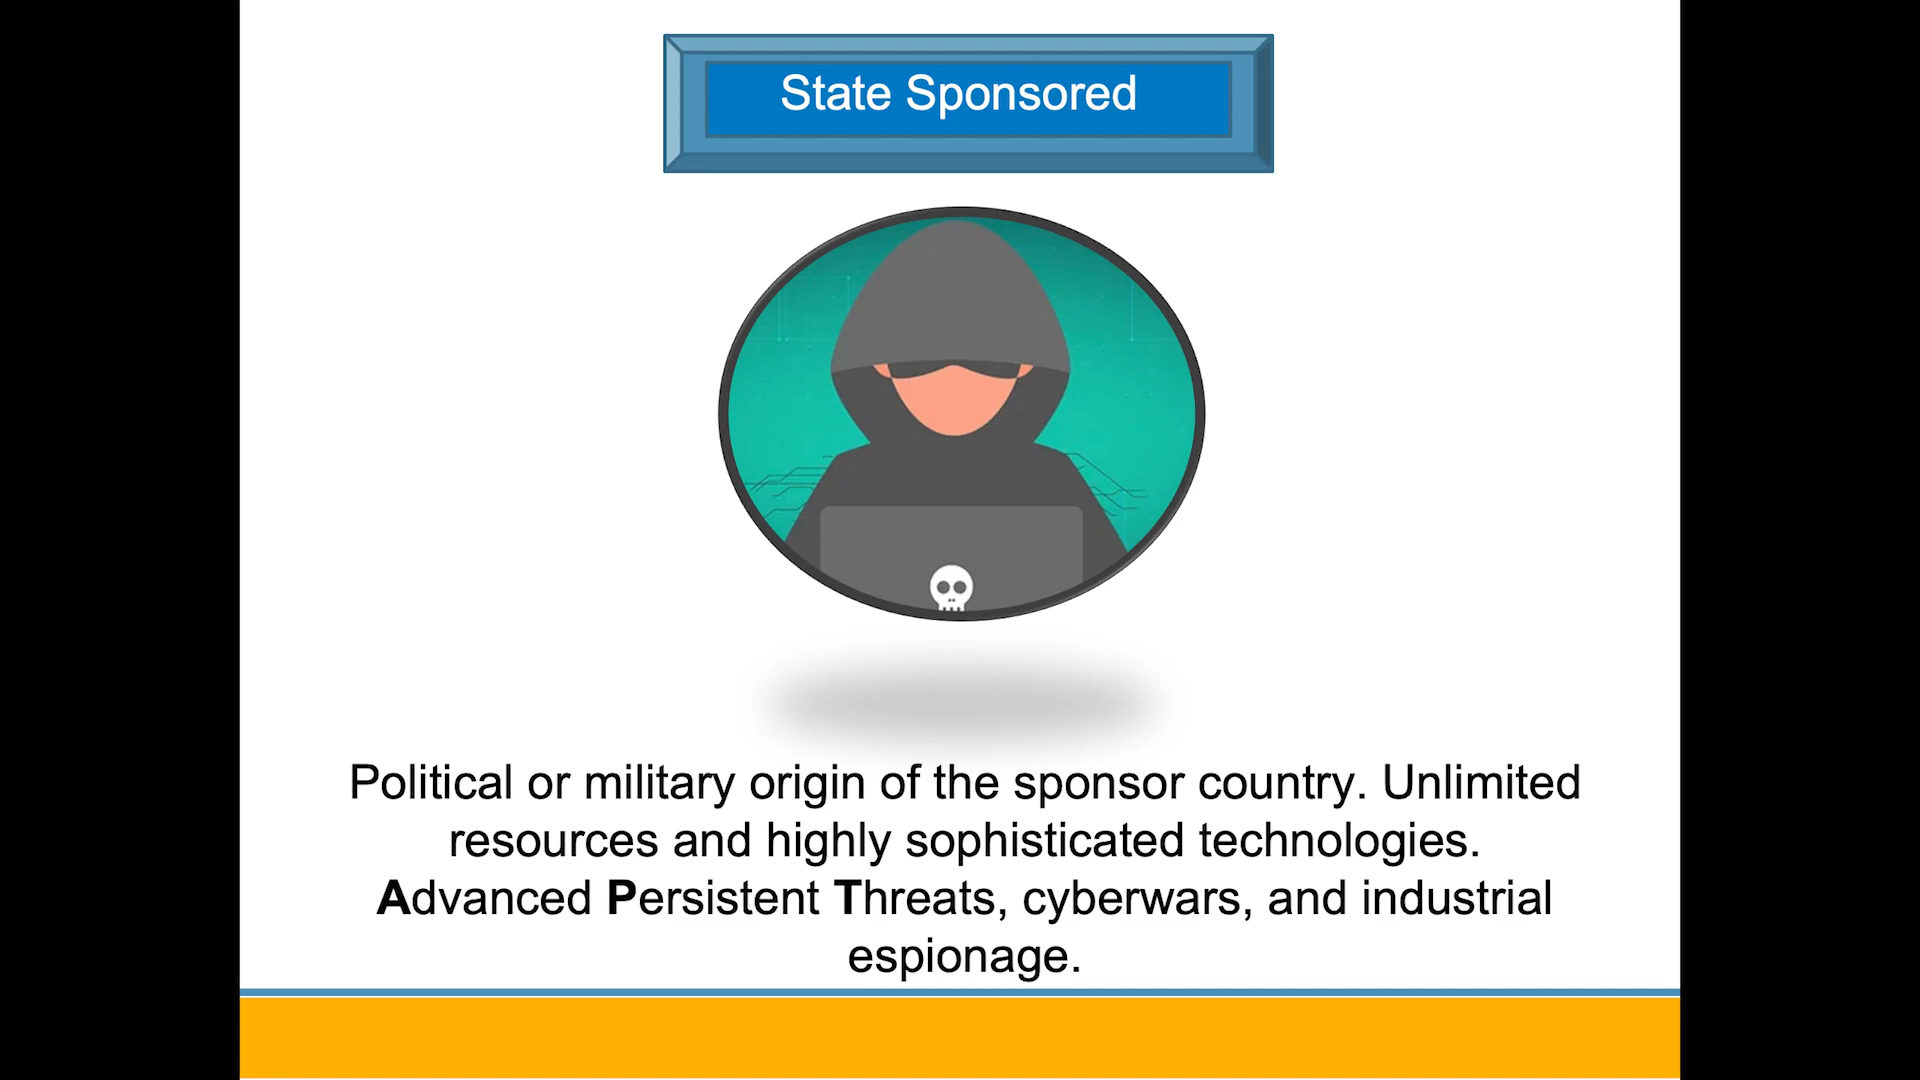 State Sponsored
Political or military origin of the sponsor country. Unlimited
resources and highly sophisticated technologies.
Advanced Persistent Threats, cyberwars, and industrial
espionage.